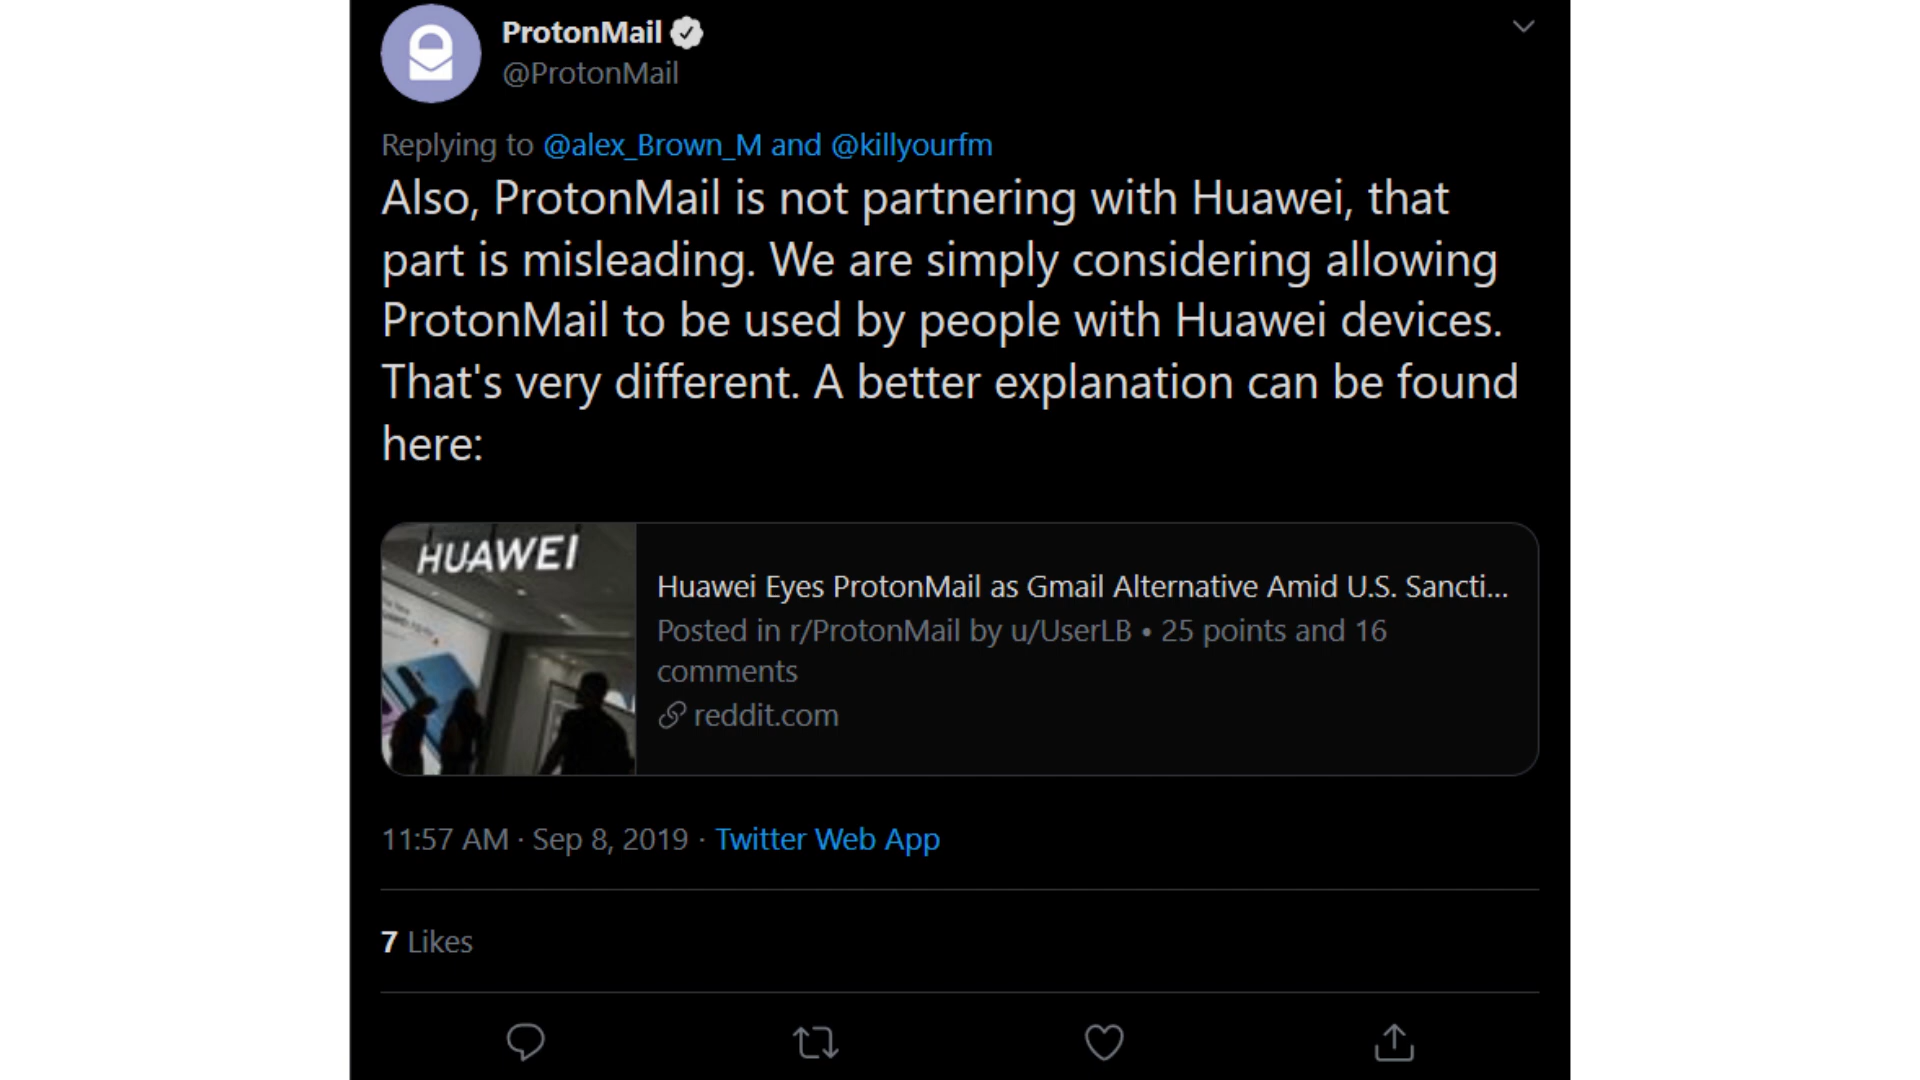 ProtonMail
@ProtonMail
Replying to @alex_Brown_M and @killyourfm
Also, ProtonMail is not partnering with Huawei, that
part is misleading. We are simply considering allowing
ProtonMail to be used by people with Huawei devices.
That's very different. A better explanation can be found
here:
HUAWEI
Huawei Eyes ProtonMail as Gmail Alternative Amid U.S. Sancti...
Posted in r/ProtonMail by u/UserLB • 25 points and 16
comments
reddit.com
11:57 AM · Sep 8, 2019 · Twitter Web App
7 Likes